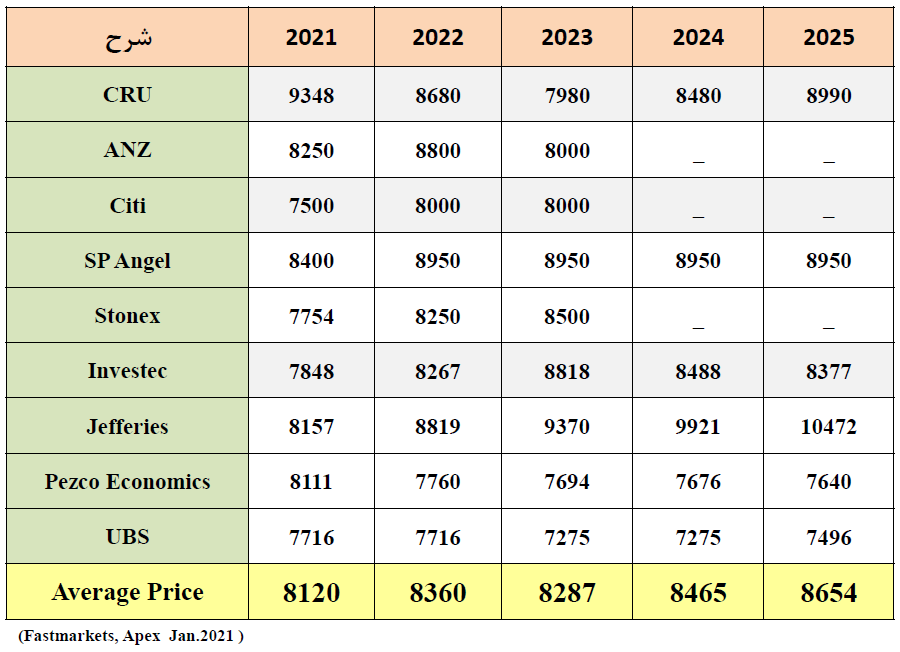 شرح 2021 2022 2023 2024 2025
CRU 9348 8680 7980 8480 8990
ANZ 8250 8800 8000 _ _
Citi 7500 8000 8000 _ _
SP Angel 8400 8950 8950 8950 8950
Stonex 7754 8250 8500 _ _
Investec 7848 8267 8818 8488 8377
Jefferies 8157 8819 9370 9921 10472
Pezco Economics 8111 7760 7694 7676 7640
UBS 7716 7716 7275 7275 7496
Average Price 8120 8360 8287 8465 8654
(Fastmarkets, Apex Jan.2021 )